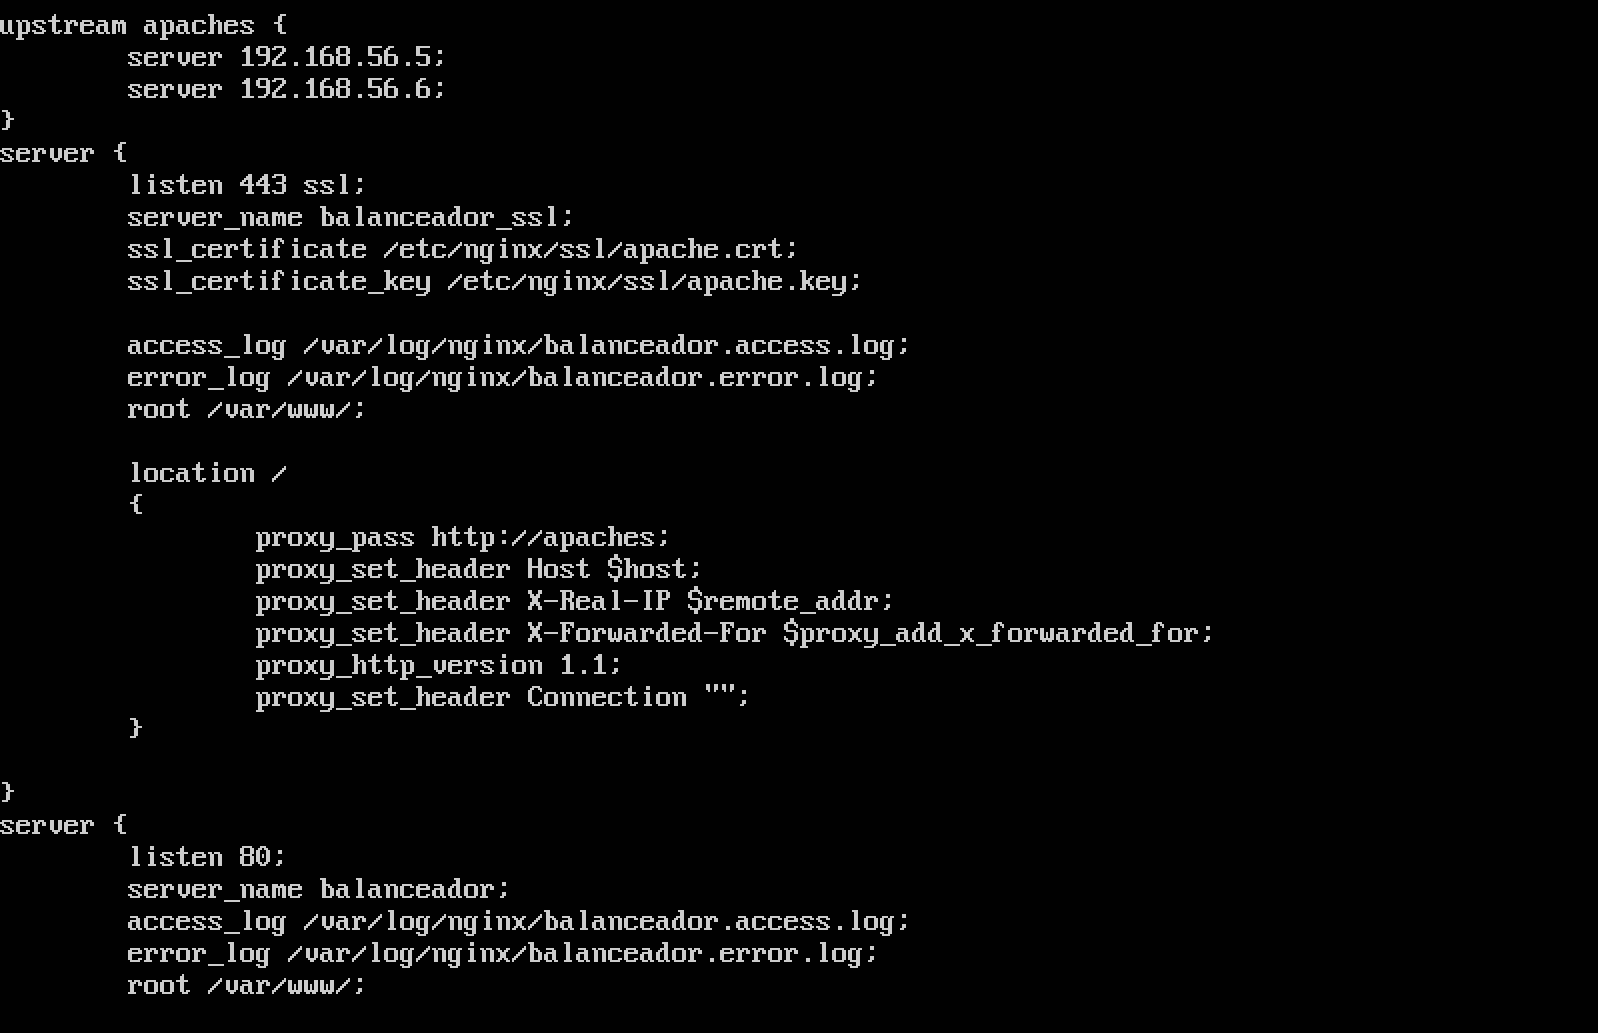 upstream apaches {
server 192.168.56.5;
server 192.168.56.6;
}
server {
listen 443 ssl;
server_name balanceador_ssl;
ssl_certificate /etc/nginx/ssl/apache.crt;
ssl_certificate_key /etc/nginx/ssl/apache.key;
access_log /var/log/nginx/balanceador.access.log;
error_log /var/log/nginx/balanceador.error.log;
root /var/www/;
location /
{
proxy_pass http://apaches;
proxy_set_header Host $host;
proxy_set_header X-Real-IP $remote_addr;
proxy_set_header X-Forwarded-For $proxy_add_x_forwarded_for;
proxy_http_version 1.1;
proxy_set_header Connection "";
}
}
server {
listen 80;
server_name balanceador;
access_log /var/log/nginx/balanceador.access.log;
error_log /var/log/nginx/balanceador.error.log;
root /var/www/;